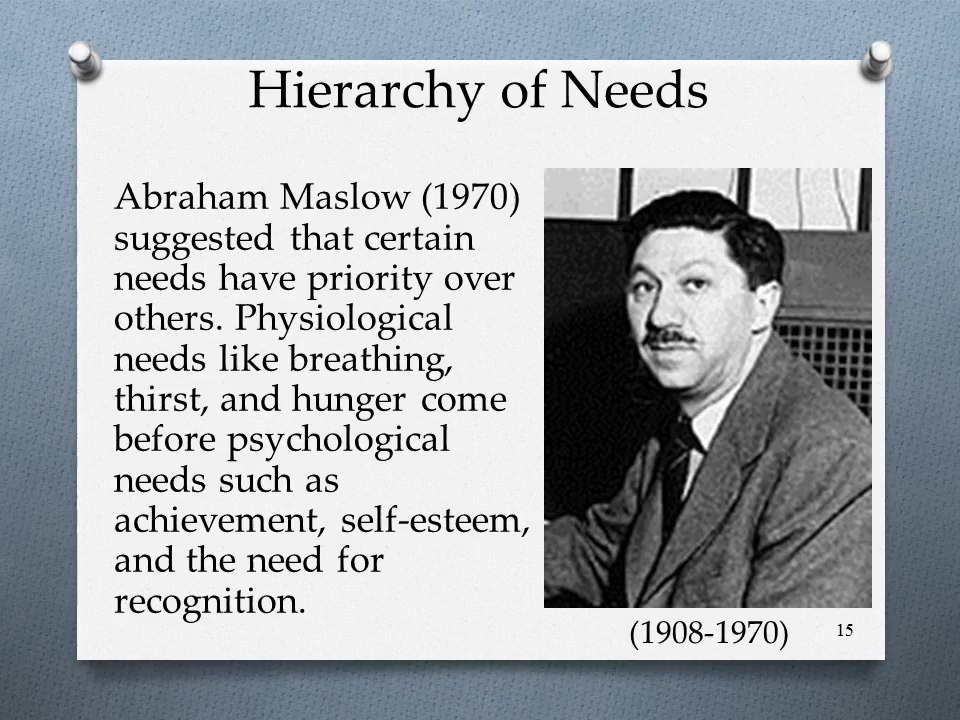 Hierarchy of Needs
Abraham Maslow (1970)
suggested that certain
needs have priority over
others. Physiological
needs like breathing,
thirst, and hunger come
before psychological
needs such as
achievement, self-esteem,
and the need for
recognition.
(1908-1970)
15